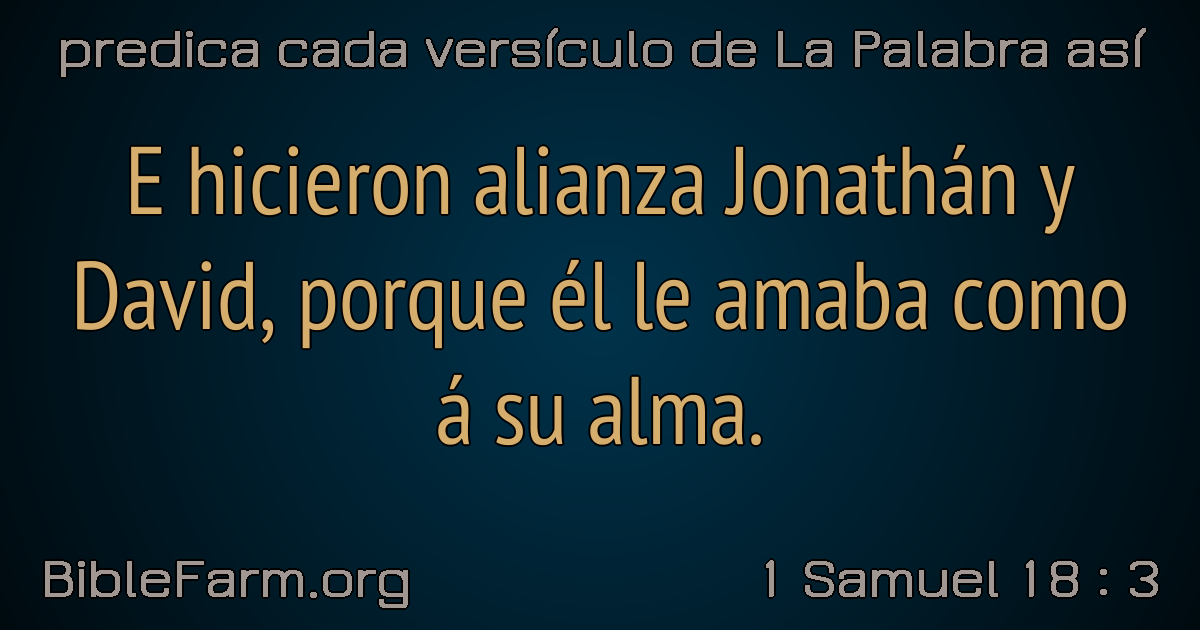 predica cada versículo de La Palabra así
E hicieron alianza Jonathán y
David, porque él le amaba como
á su alma.
BibleFarm.org
1 Samuel 18 : 3